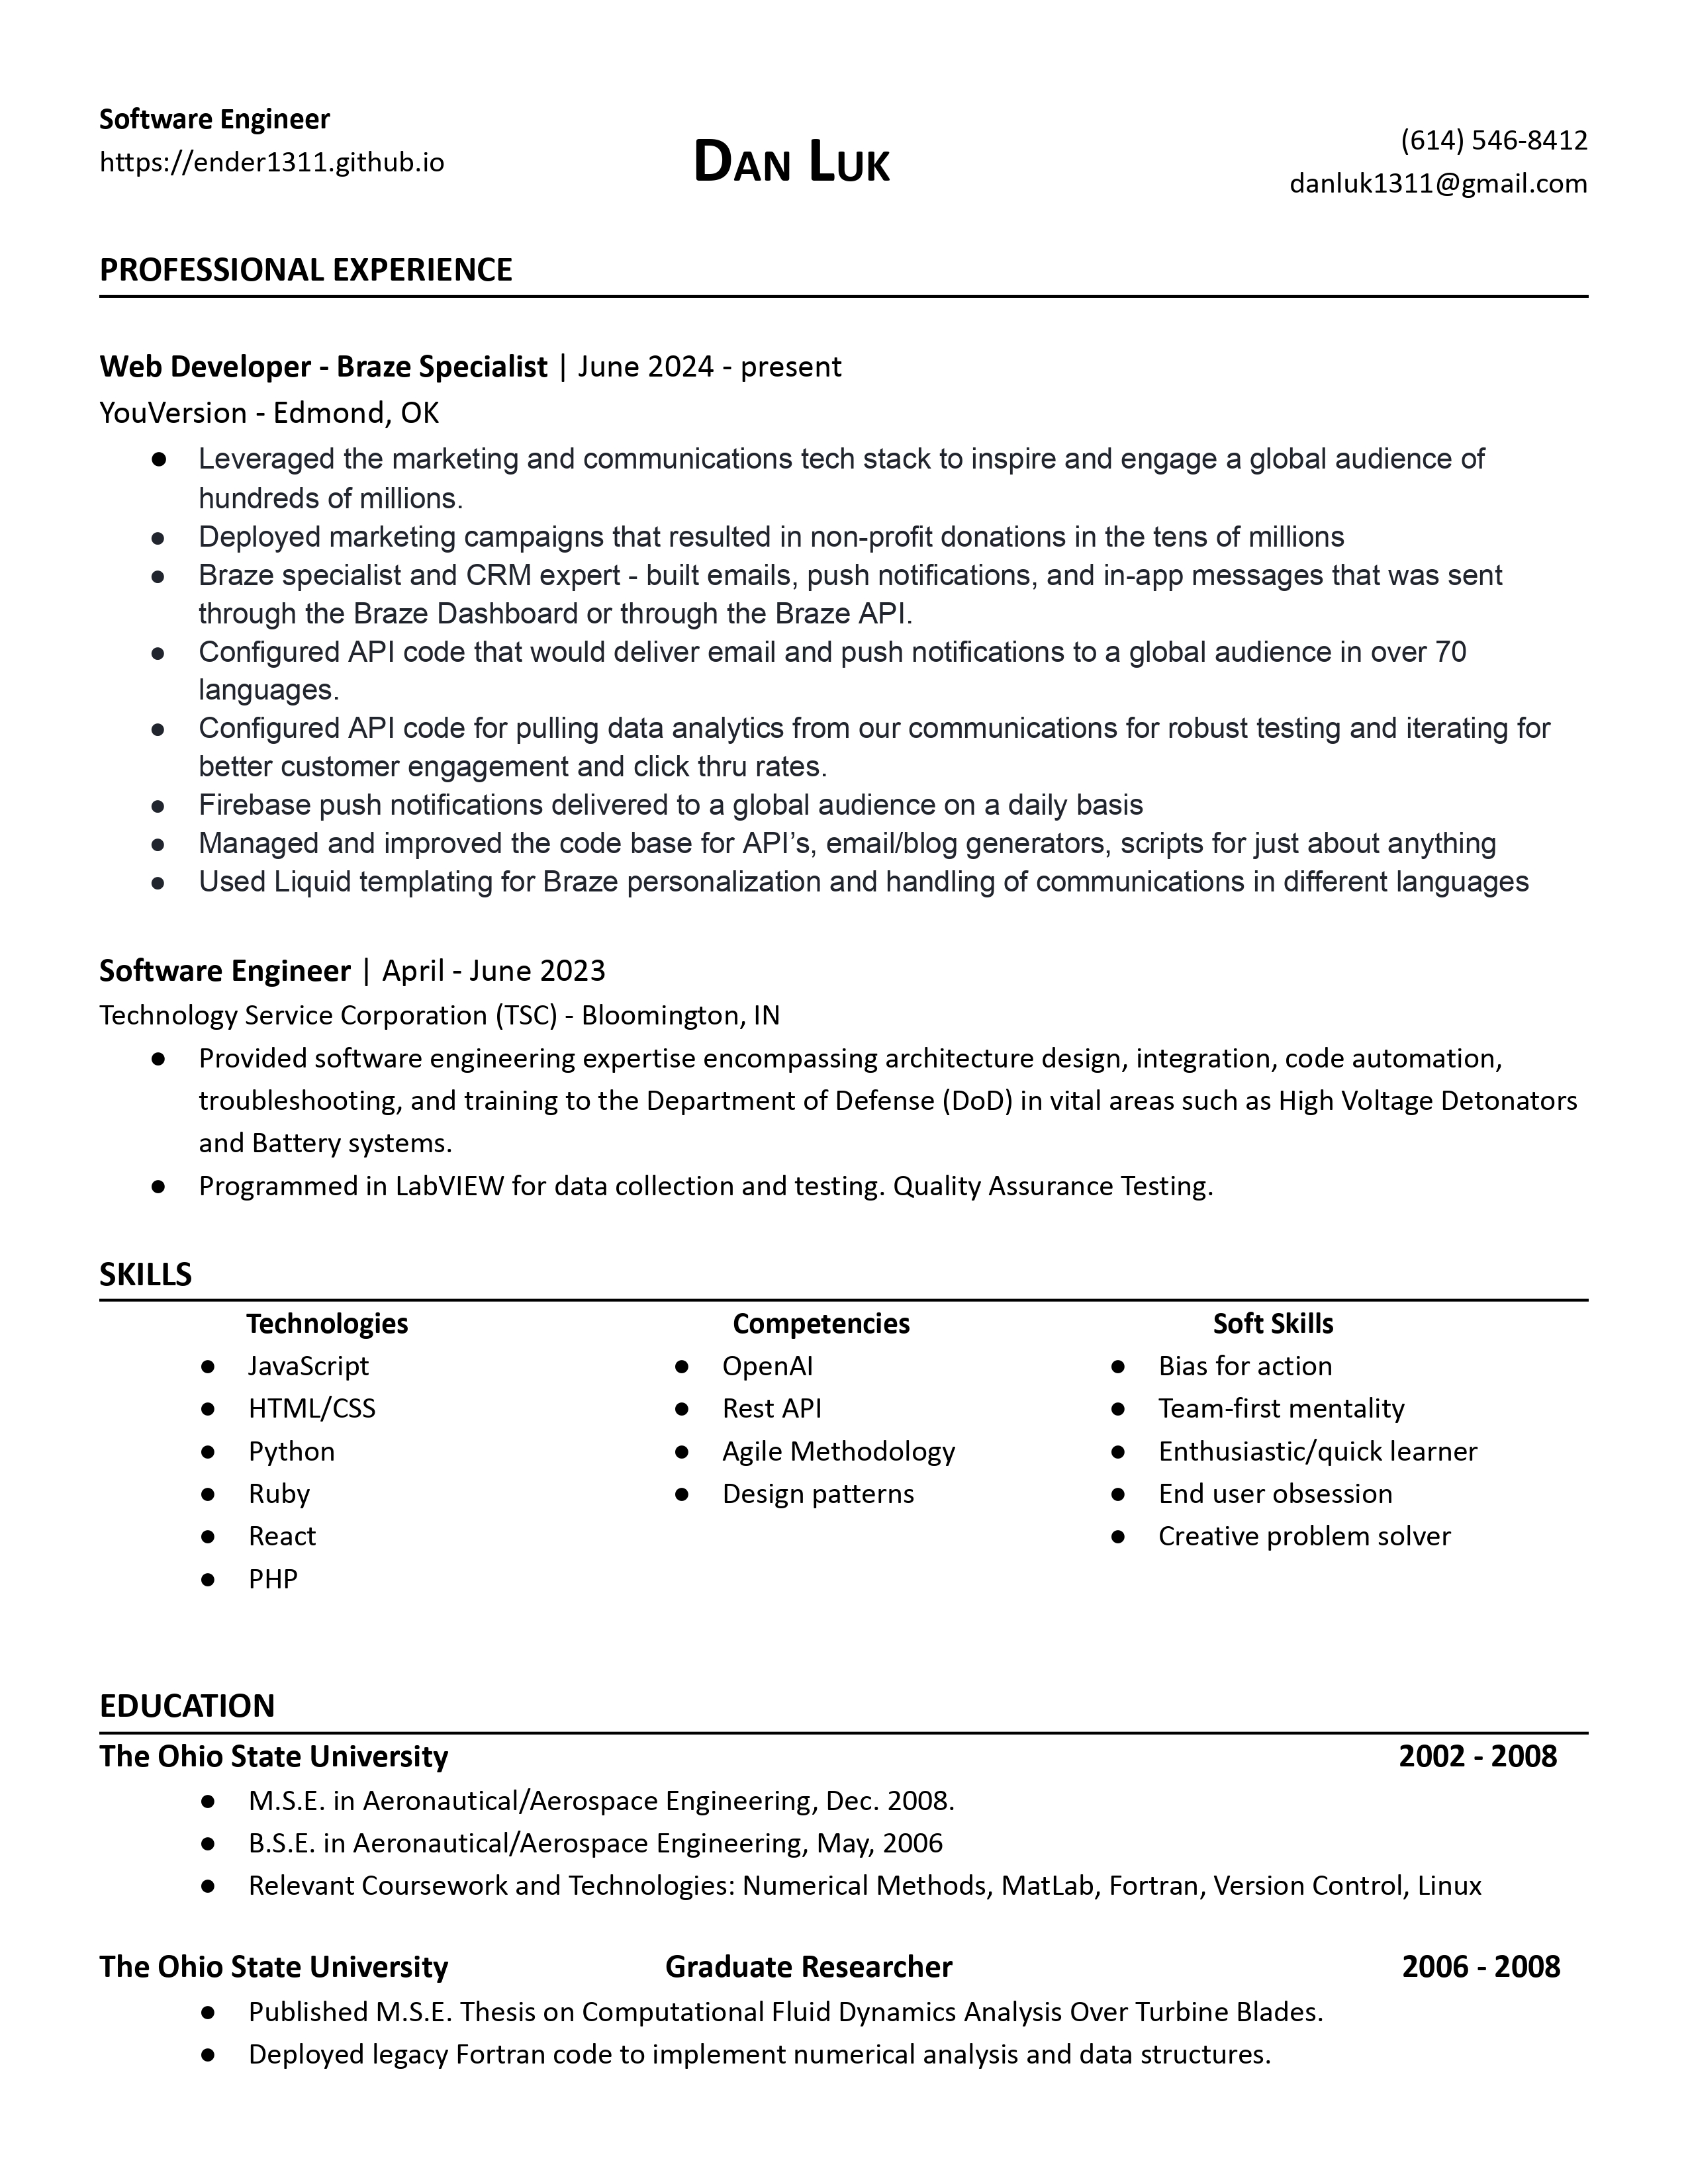 Software Engineer
https://ender1311.github.io
DAN LUK
(614) 546-8412
danluk1311@gmail.com
PROFESSIONAL EXPERIENCE
Web Developer - Braze Specialist | June 2024 - present
YouVersion - Edmond, OK
● Leveraged the marketing and communications tech stack to inspire and engage a global audience of
hundreds of millions.
● Deployed marketing campaigns that resulted in non-profit donations in the tens of millions
● Braze specialist and CRM expert - built emails, push notifications, and in-app messages that was sent
through the Braze Dashboard or through the Braze API.
● Configured API code that would deliver email and push notifications to a global audience in over 70
languages.
● Configured API code for pulling data analytics from our communications for robust testing and iterating for
better customer engagement and click thru rates.
● Firebase push notifications delivered to a global audience on a daily basis
● Managed and improved the code base for API’s, email/blog generators, scripts for just about anything
● Used Liquid templating for Braze personalization and handling of communications in different languages
Software Engineer | April - June 2023
Technology Service Corporation (TSC) - Bloomington, IN
● Provided software engineering expertise encompassing architecture design, integration, code automation,
troubleshooting, and training to the Department of Defense (DoD) in vital areas such as High Voltage Detonators
and Battery systems.
● Programmed in LabVIEW for data collection and testing. Quality Assurance Testing.
SKILLS
Technologies
● JavaScript
● HTML/CSS
● Python
● Ruby
● React
● PHP
Competencies
● OpenAI
● Rest API
● Agile Methodology
● Design patterns
Soft Skills
● Bias for action
● Team-first mentality
● Enthusiastic/quick learner
● End user obsession
● Creative problem solver
EDUCATION
The Ohio State University 2002 - 2008
● M.S.E. in Aeronautical/Aerospace Engineering, Dec. 2008.
● B.S.E. in Aeronautical/Aerospace Engineering, May, 2006
● Relevant Coursework and Technologies: Numerical Methods, MatLab, Fortran, Version Control, Linux
The Ohio State University Graduate Researcher 2006 - 2008
● Published M.S.E. Thesis on Computational Fluid Dynamics Analysis Over Turbine Blades.
● Deployed legacy Fortran code to implement numerical analysis and data structures.